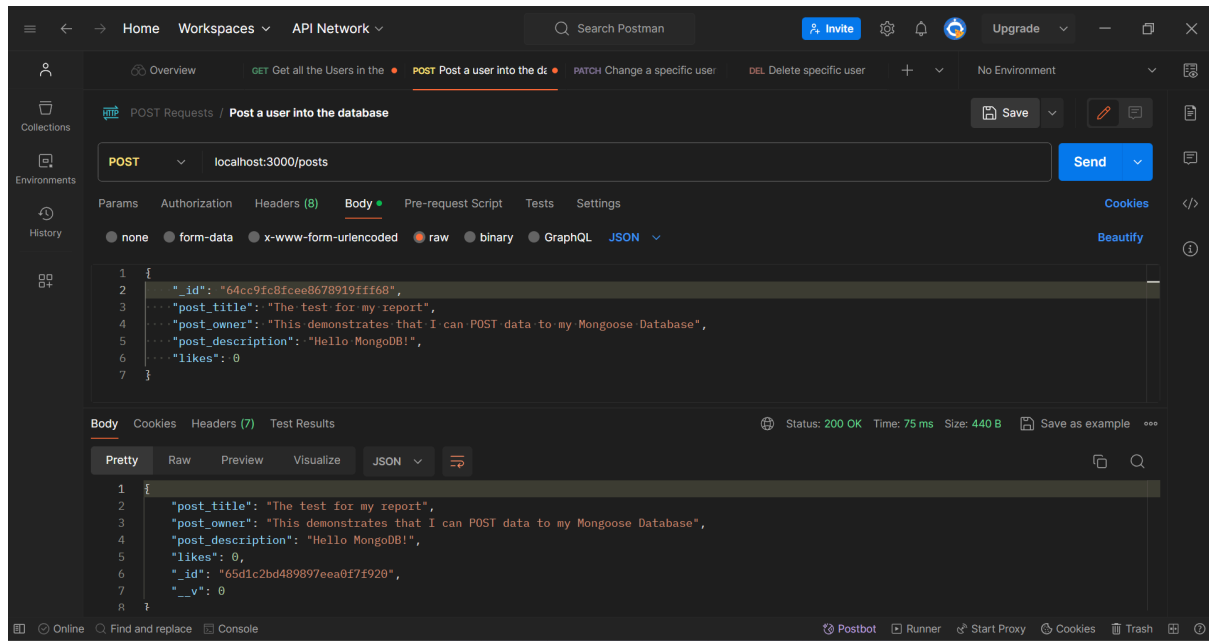 Home Workspaces API Network Search Postman Invite Upgrade
Overview GET Get all the Users in the POST Post a user into the da PATCH Change a specific user DEL Delete specific user No Environment
HTTP POST Requests / Post a user into the database Save
Collections
POST localhost:3000/posts Send
Environments
Params Authorization Headers (8) Body Pre-request Script Tests Settings Cookies
History
none form-data x-www-form-urlencoded raw binary GraphQL JSON Beautify
1 {
2 "_id": "64cc9fc8fcee8678919fff68",
3 "post_title": "The test for my report",
4 "post_owner": "This demonstrates that I can POST data to my Mongoose Database",
5 "post_description": "Hello MongoDB!",
6 "likes": 0
7 }
Body Cookies Headers (7) Test Results Status: 200 OK Time: 75 ms Size: 440 B Save as example
Pretty Raw Preview Visualize JSON
1 {
2 "post_title": "The test for my report",
3 "post_owner": "This demonstrates that I can POST data to my Mongoose Database",
4 "post_description": "Hello MongoDB!",
5 "likes": 0,
6 "_id": "65d1c2bd489897eea0f7f920",
7 "__v": 0
8 }
Online Find and replace Console Postbot Runner Start Proxy Cookies Trash